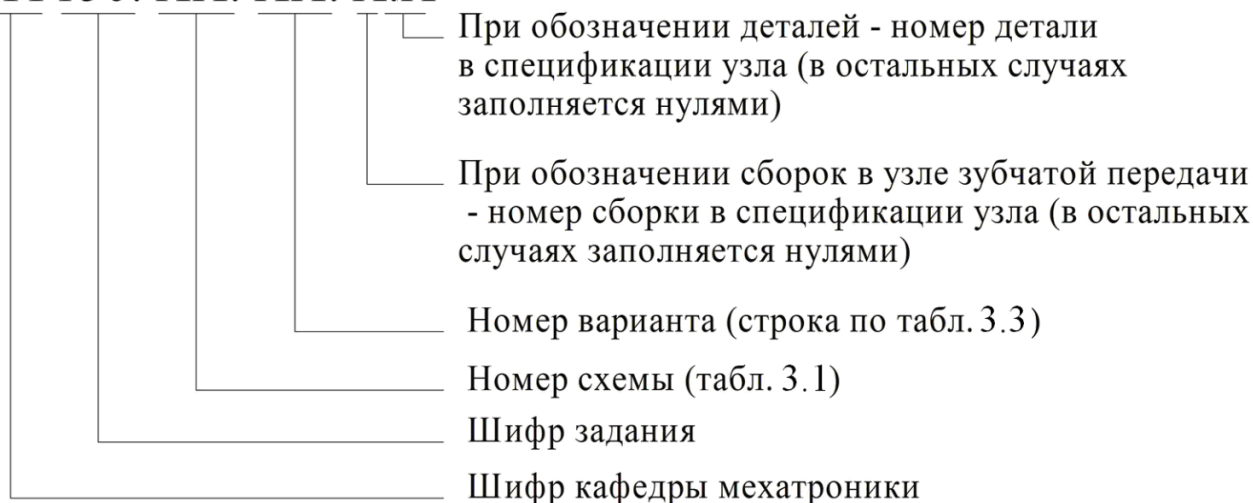 При обозначении деталей - номер детали
в спецификации узла (в остальных случаях
заполняется нулями)
При обозначении сборок в узле зубчатой передачи
- номер сборки в спецификации узла (в остальных
случаях заполняется нулями)
Номер варианта (строка по табл. 3.3)
Номер схемы (табл. 3.1)
Шифр задания
Шифр кафедры мехатроники